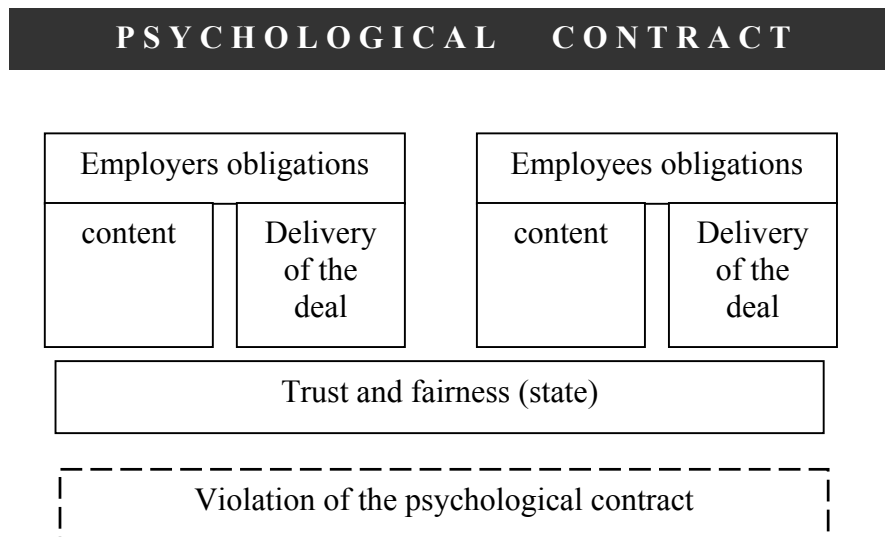 PSYCHOLOGICAL CONTRACT
Employers obligations
content
Delivery
of the
deal
Employees obligations
content
Delivery
of the
deal
Trust and fairness (state)
Violation of the psychological contract